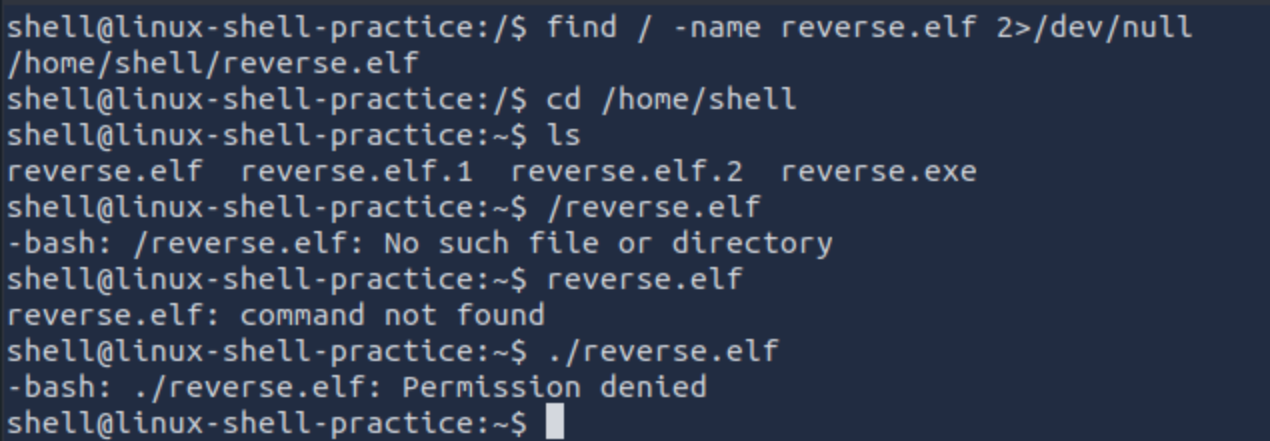 shell@linux-shell-practice:/$ find / -name reverse.elf 2>/dev/null
/home/shell/reverse.elf
shell@linux-shell-practice:/$ cd /home/shell
shell@linux-shell-practice:~$ ls
reverse.elf  reverse.elf.1  reverse.elf.2  reverse.exe
shell@linux-shell-practice:~$ /reverse.elf
-bash: /reverse.elf: No such file or directory
shell@linux-shell-practice:~$ reverse.elf
reverse.elf: command not found
shell@linux-shell-practice:~$ ./reverse.elf
-bash: ./reverse.elf: Permission denied
shell@linux-shell-practice:~$